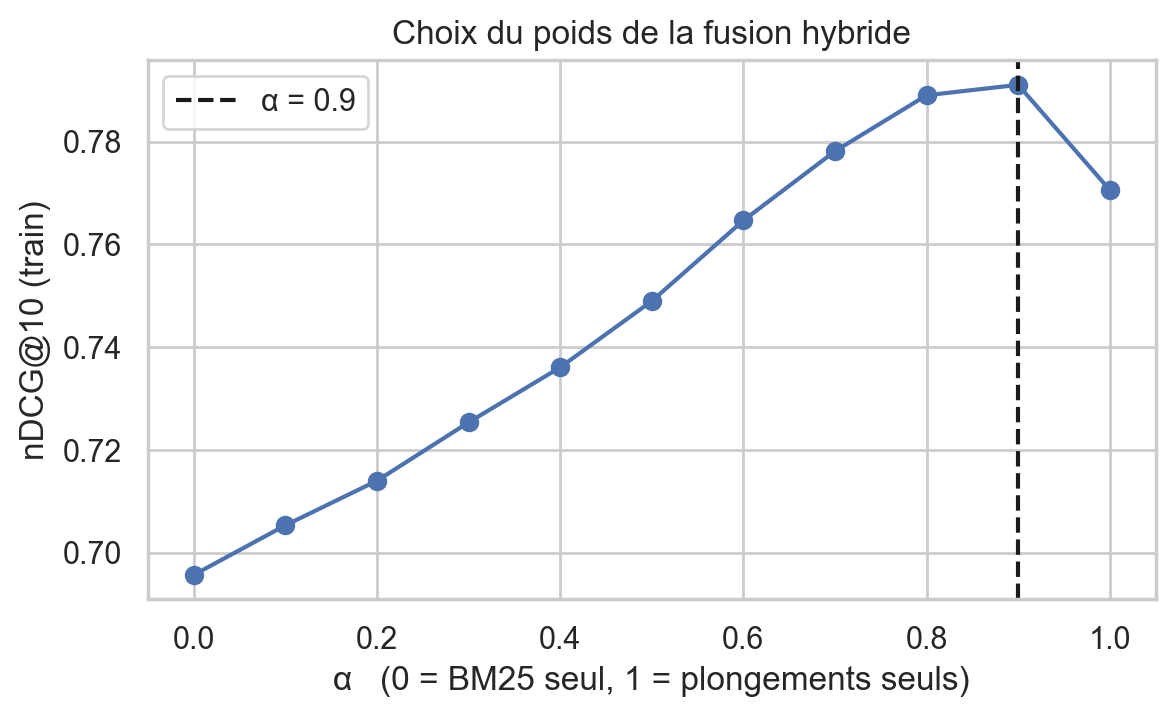 Choix du poids de la fusion hybride
α = 0.9
nDCG@10 (train)
0.78
0.76
0.74
0.72
0.70
0.0 0.2 0.4 0.6 0.8 1.0
α (0 = BM25 seul, 1 = plongements seuls)